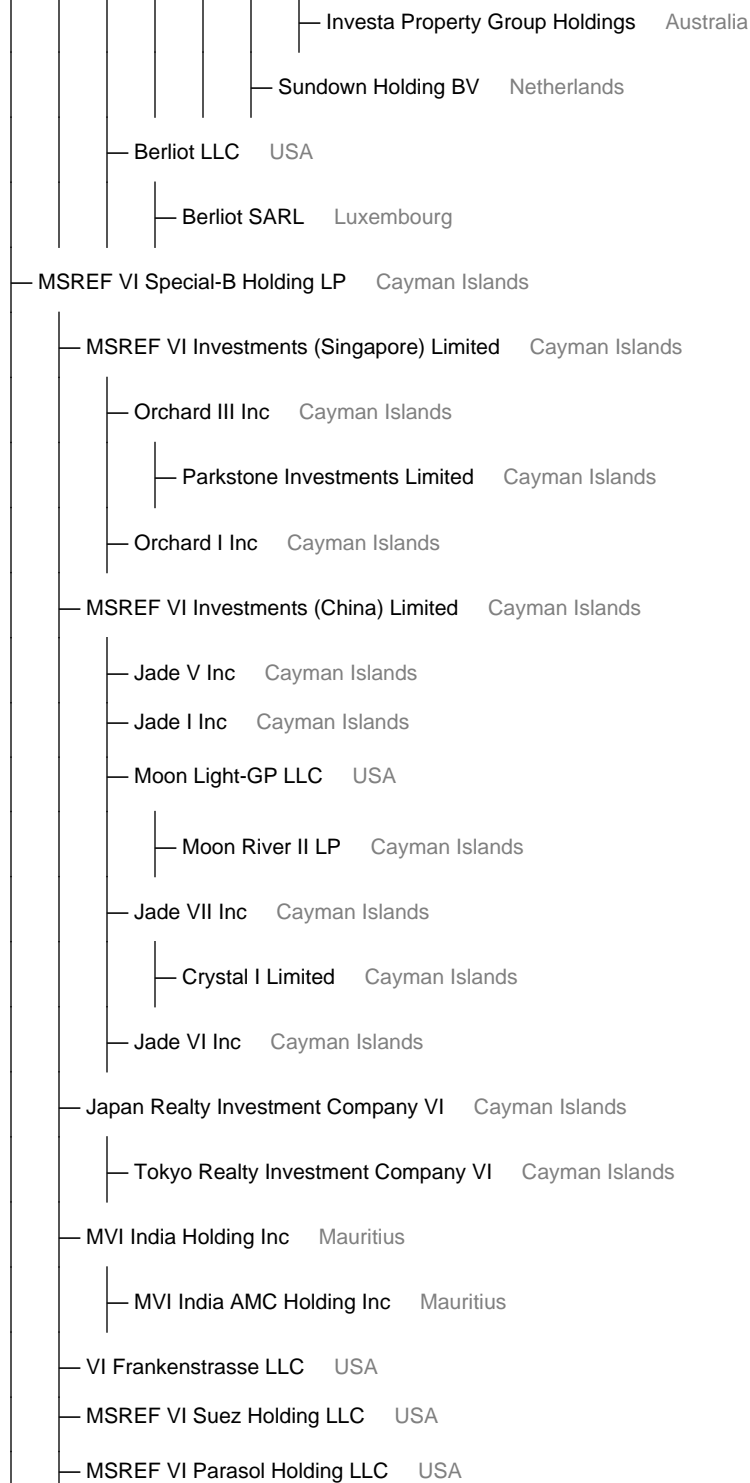 Investa Property Group Holdings Australia
Sundown Holding BV Netherlands
Berliot LLC USA
Berliot SARL Luxembourg
MSREF VI Special-B Holding LP Cayman Islands
MSREF VI Investments (Singapore) Limited Cayman Islands
Orchard III Inc Cayman Islands
Parkstone Investments Limited Cayman Islands
Orchard I Inc Cayman Islands
MSREF VI Investments (China) Limited Cayman Islands
Jade V Inc Cayman Islands
Jade I Inc Cayman Islands
Moon Light-GP LLC USA
Moon River II LP Cayman Islands
Jade VII Inc Cayman Islands
Crystal I Limited Cayman Islands
Jade VI Inc Cayman Islands
Japan Realty Investment Company VI Cayman Islands
Tokyo Realty Investment Company VI Cayman Islands
MVI India Holding Inc Mauritius
MVI India AMC Holding Inc Mauritius
VI Frankenstrasse LLC USA
MSREF VI Suez Holding LLC USA
MSREF VI Parasol Holding LLC USA